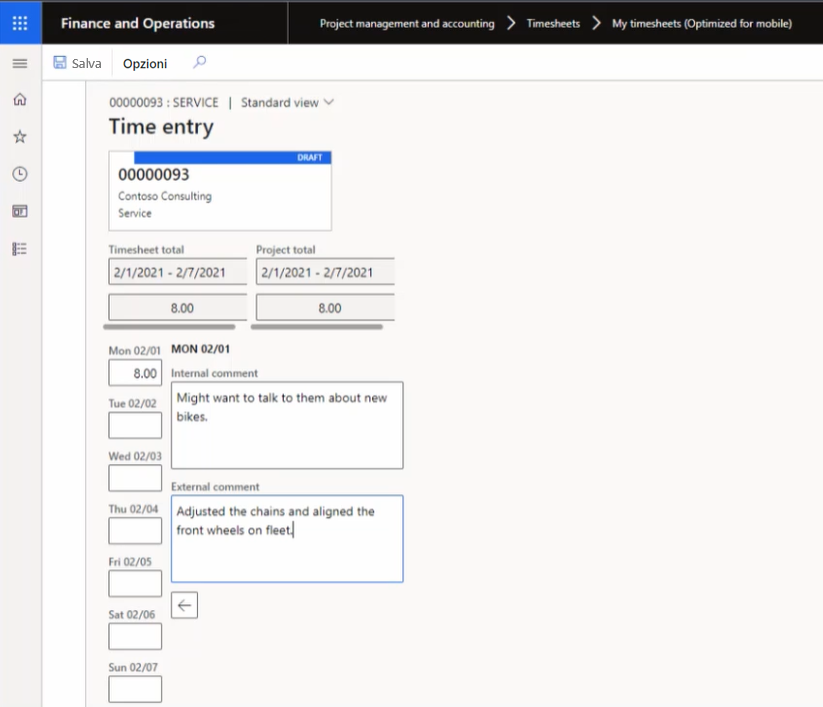 Finance and Operations
Project management and accounting
Timesheets
My timesheets (Optimized for mobile)
Salva
Opzioni
00000093 : SERVICE | Standard view
Time entry
DRAFT
00000093
Contoso Consulting
Service
Timesheet total
Project total
2/1/2021 - 2/7/2021
2/1/2021 - 2/7/2021
8.00
8.00
Mon 02/01
MON 02/01
8.00
Internal comment
Might want to talk to them about new
bikes.
Tue 02/02
Wed 02/03
External comment
Adjusted the chains and aligned the
front wheels on fleet.
Thu 02/04
Fri 02/05
Sat 02/06
Sun 02/07